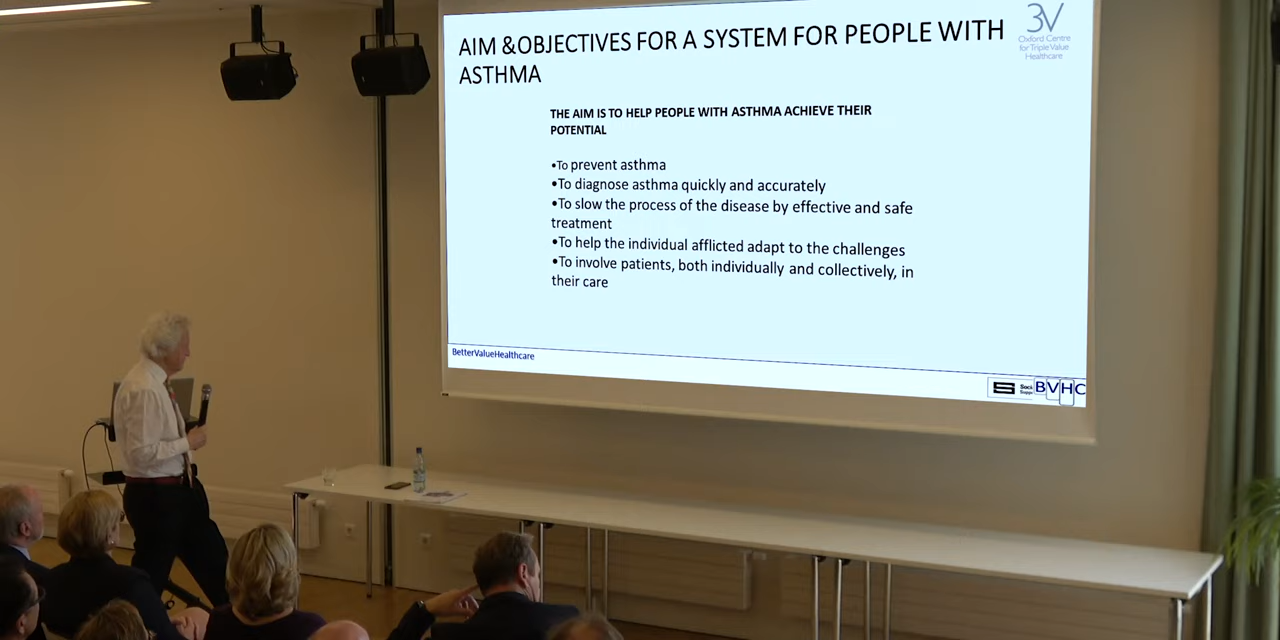 AIM &OBJECTIVES FOR A SYSTEM FOR PEOPLE WITH
ASTHMA
3V
Oxford Centre
for Triple Value
Healthcare
THE AIM IS TO HELP PEOPLE WITH ASTHMA ACHIEVE THEIR
POTENTIAL
•To prevent asthma
•To diagnose asthma quickly and accurately
•To slow the process of the disease by effective and safe
treatment
•To help the individual afflicted adapt to the challenges
•To involve patients, both individually and collectively, in
their care
BetterValueHealthcare
BVHC